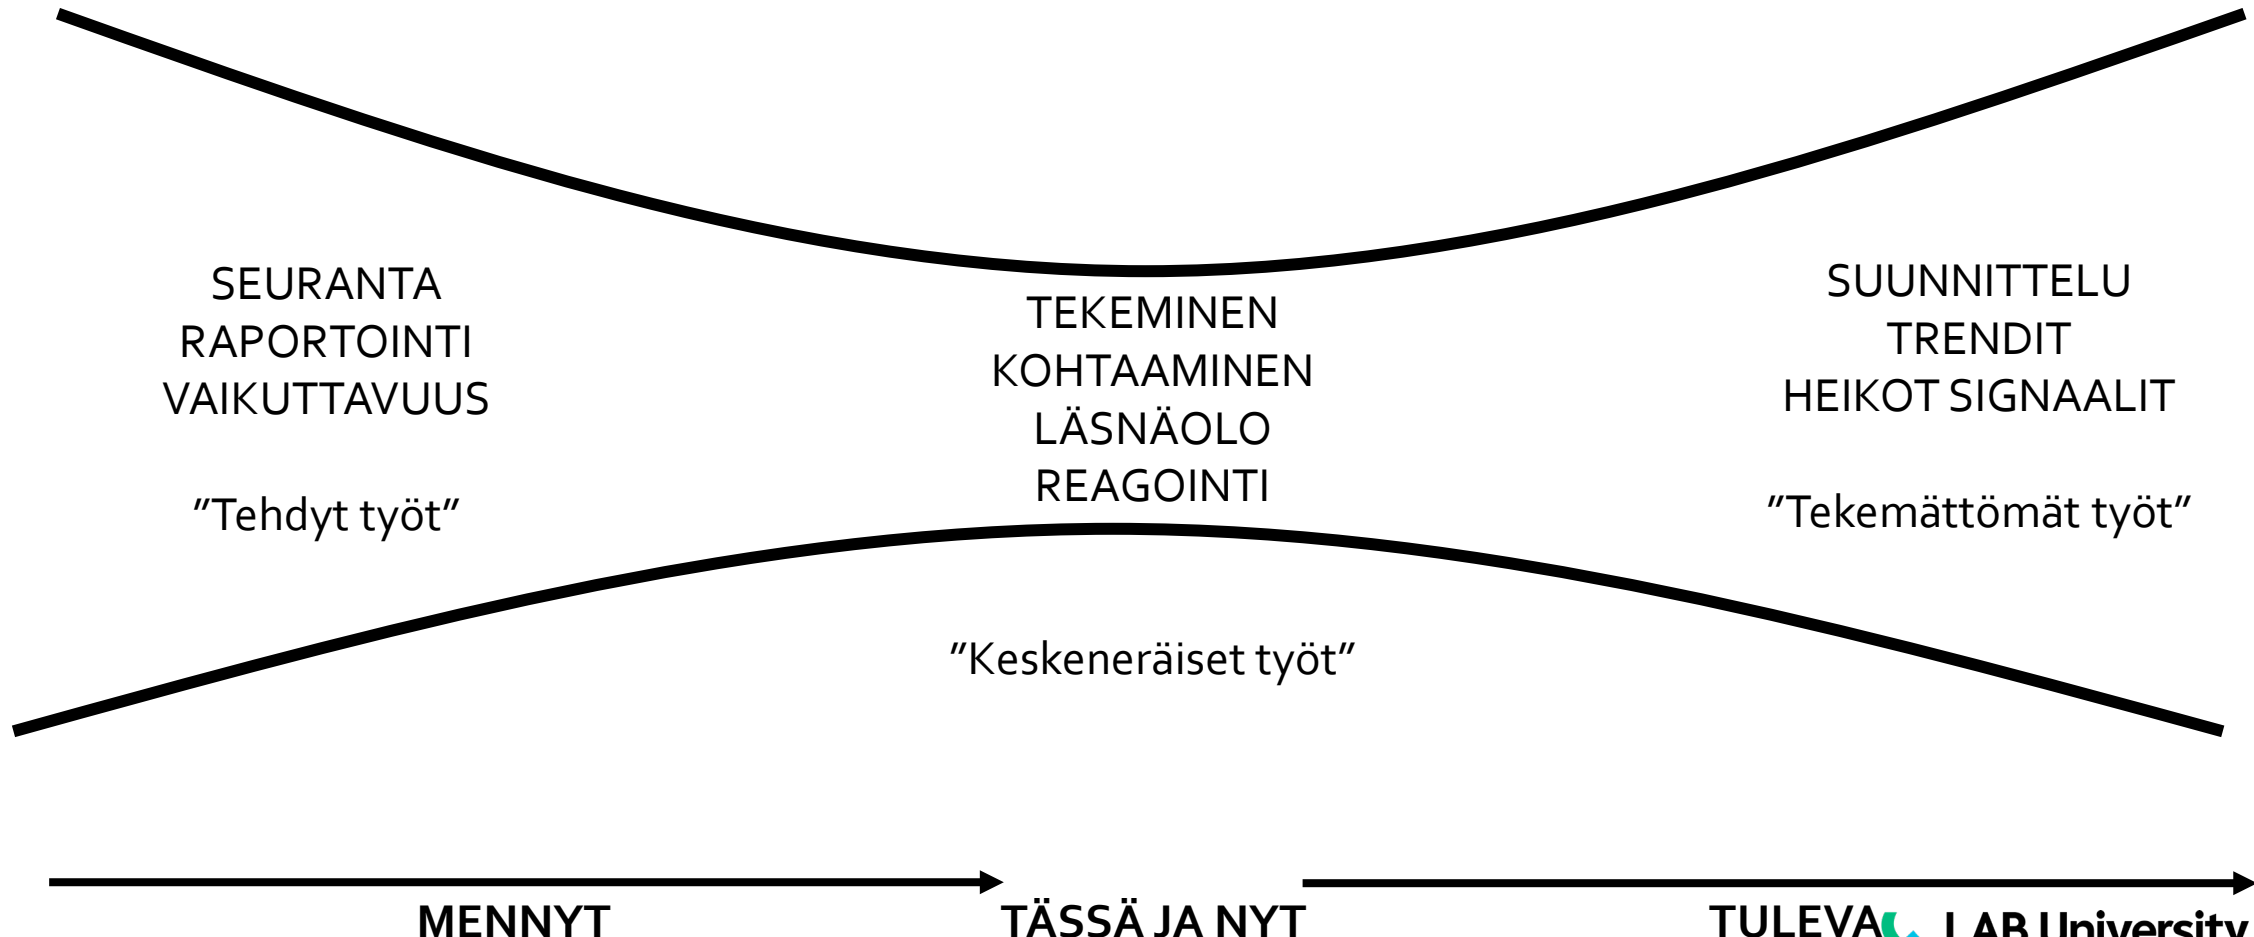 SEURANTA
RAPORTOINTI
VAIKUTTAVUUS
”Tehdyt työt”
TEKEMINEN
KOHTAAMINEN
LÄSNÄOLO
REAGOINTI
”Keskeneräiset työt”
SUUNNITTELU
TRENDIT
HEIKOT SIGNAALIT
”Tekemättömät työt”
MENNYT
TÄSSÄ JA NYT
TULEVA
LAB University